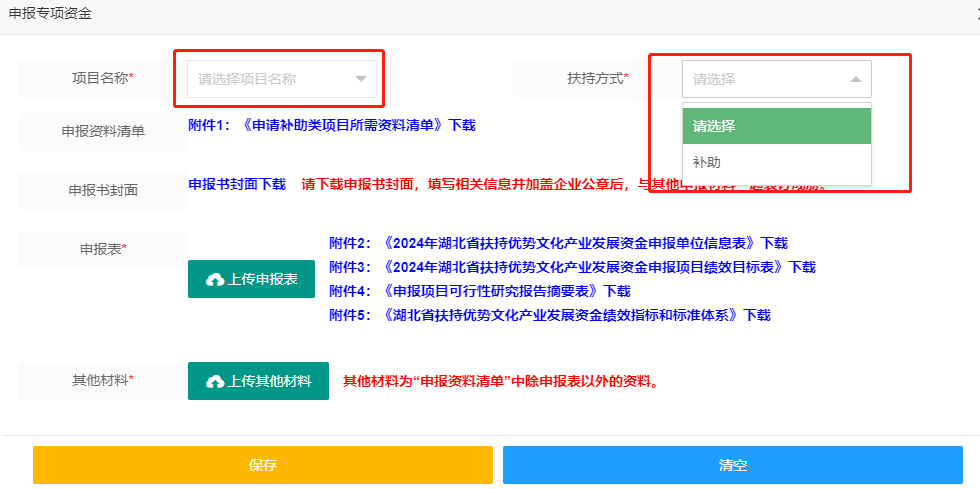 申报专项资金
项目名称*
请选择项目名称
扶持方式*
请选择
请选择
补助
申报资料清单
附件1：《申请补助类项目所需资料清单》下载
申报书封面
申报书封面下载 请下载申报书封面，填写相关信息并加盖企业公章后，与其他申报材料一起装订成册。
申报表*
上传申报表
附件2：《2024年湖北省扶持优势文化产业发展资金申报单位信息表》下载
附件3：《2024年湖北省扶持优势文化产业发展资金申报项目绩效目标表》下载
附件4：《申报项目可行性研究报告摘要表》下载
附件5：《湖北省扶持优势文化产业发展资金绩效指标和标准体系》下载
其他材料*
上传其他材料
其他材料为“申报资料清单”中除申报表以外的资料。
保存
清空